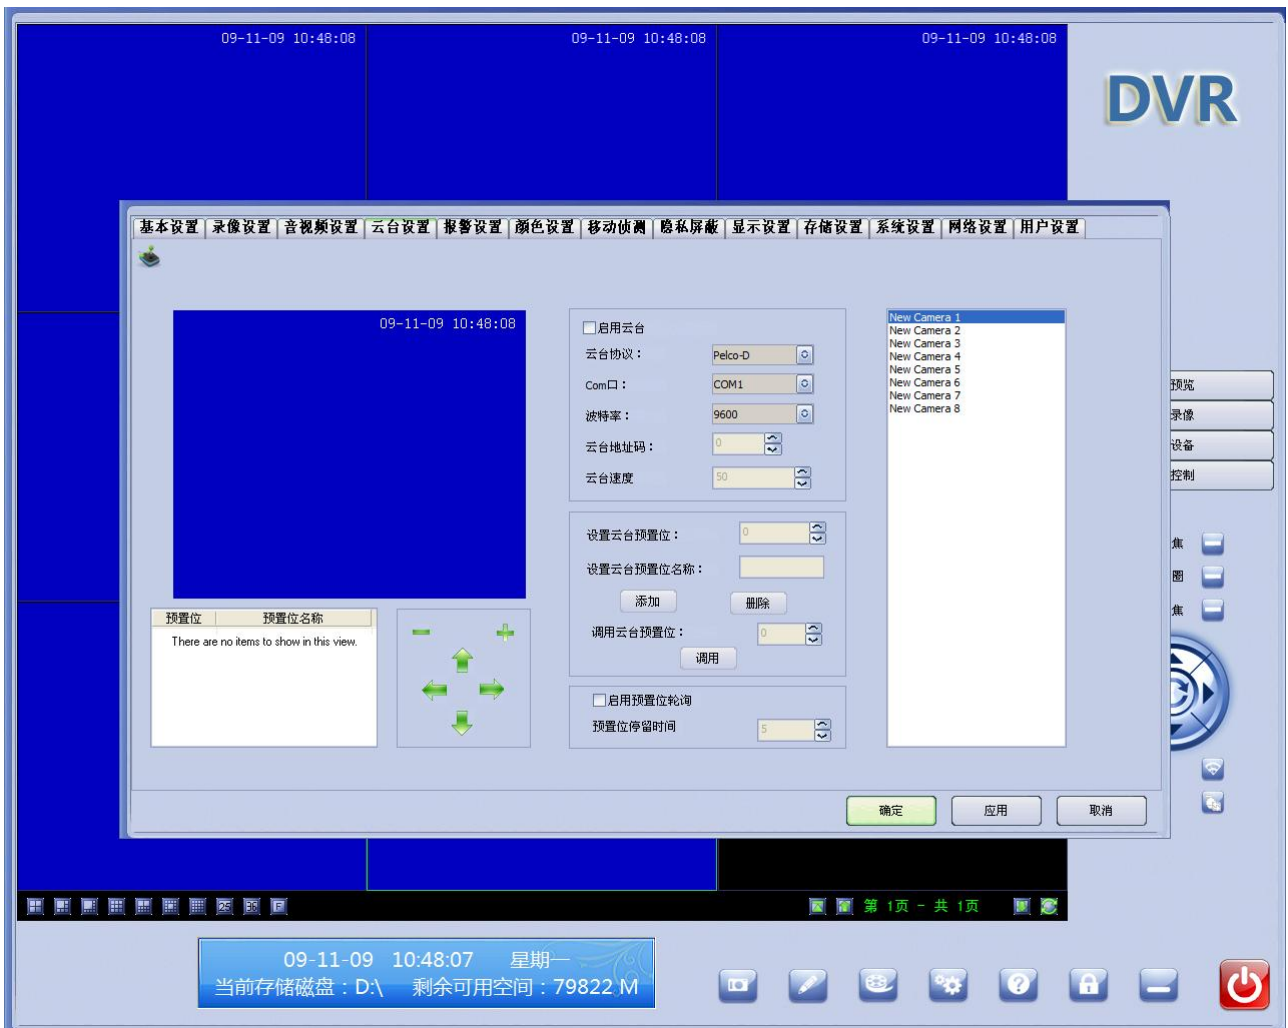 09-11-09 10:48:08
09-11-09 10:48:08
09-11-09 10:48:08
DVR
基本设置 录像设置 音视频设置 云台设置 报警设置 颜色设置 移动侦测 隐私屏蔽 显示设置 存储设置 系统设置 网络设置 用户设置
09-11-09 10:48:08
启用云台
云台协议： Pelco-D
Com口： COM1
波特率： 9600
云台地址码： 0
云台速度 50
设置云台预置位： 0
设置云台预置位名称：
添加 删除
调用云台预置位： 0
调用
启用预置位轮询
预置位停留时间 5
预置位 预置位名称
There are no items to show in this view.
New Camera 1
New Camera 2
New Camera 3
New Camera 4
New Camera 5
New Camera 6
New Camera 7
New Camera 8
预览
录像
设备
控制
焦
圈
焦
确定 应用 取消
25 36 F
第 1页 - 共 1页
09-11-09 10:48:07 星期一
当前存储磁盘：D:\ 剩余可用空间：79822 M